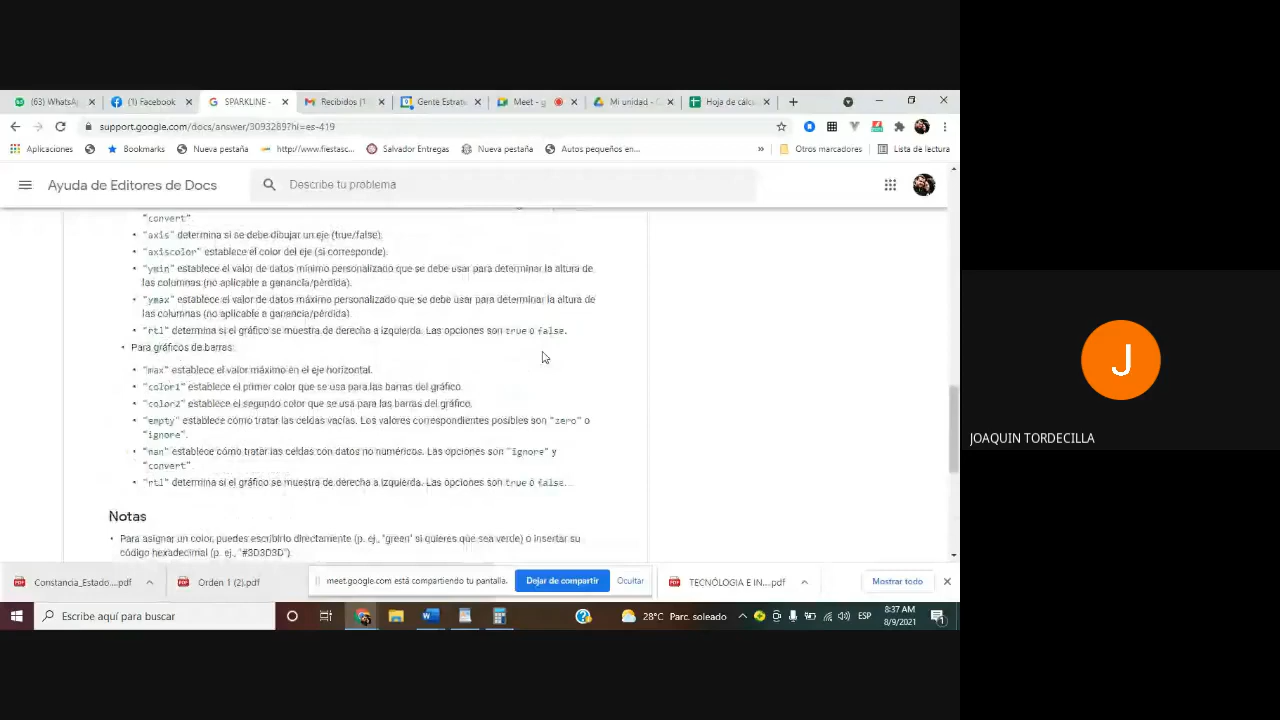 (63) WhatsAp
(1) Facebook
SPARKLINE -
Recibidos (1
Gente Estrat
Meet - g
Mi unidad - G
Hoja de cálc
support.google.com/docs/answer/3093289?hl=es-419
Aplicaciones
Bookmarks
Nueva pestaña
http://www.fiestasc...
Salvador Entregas
Nueva pestaña
Autos pequeños en...
»
Otros marcadores
Lista de lectura
Ayuda de Editores de Docs
Describe tu problema
"convert".
"axis" determina si se debe dibujar un eje (true/false).
"axiscolor" establece el color del eje (si corresponde).
"ymin" establece el valor de datos mínimo personalizado que se debe usar para determinar la altura de
las columnas (no aplicable a ganancia/pérdida).
"ymax" establece el valor de datos máximo personalizado que se debe usar para determinar la altura de
las columnas (no aplicable a ganancia/pérdida).
"rtl" determina si el gráfico se muestra de derecha a izquierda. Las opciones son true o false.
Para gráficos de barras:
"max" establece el valor máximo en el eje horizontal.
"color1" establece el primer color que se usa para las barras del gráfico.
"color2" establece el segundo color que se usa para las barras del gráfico.
"empty" establece cómo tratar las celdas vacías. Los valores correspondientes posibles son "zero" o
"ignore".
"nan" establece cómo tratar las celdas con datos no numéricos. Las opciones son "ignore" y
"convert".
"rtl" determina si el gráfico se muestra de derecha a izquierda. Las opciones son true o false.
Notas
Para asignar un color, puedes escribirlo directamente (p. ej., "green" si quieres que sea verde) o insertar su
código hexadecimal (p. ej., "#3D3D3D").
Constancia_Estado....pdf
Orden 1 (2).pdf
meet.google.com está compartiendo tu pantalla.
Dejar de compartir
Ocultar
TECNÓLOGIA E IN....pdf
Mostrar todo
Escribe aquí para buscar
28°C Parc. soleado
ESP
8:37 AM
8/9/2021
1
J
JOAQUIN TORDECILLA